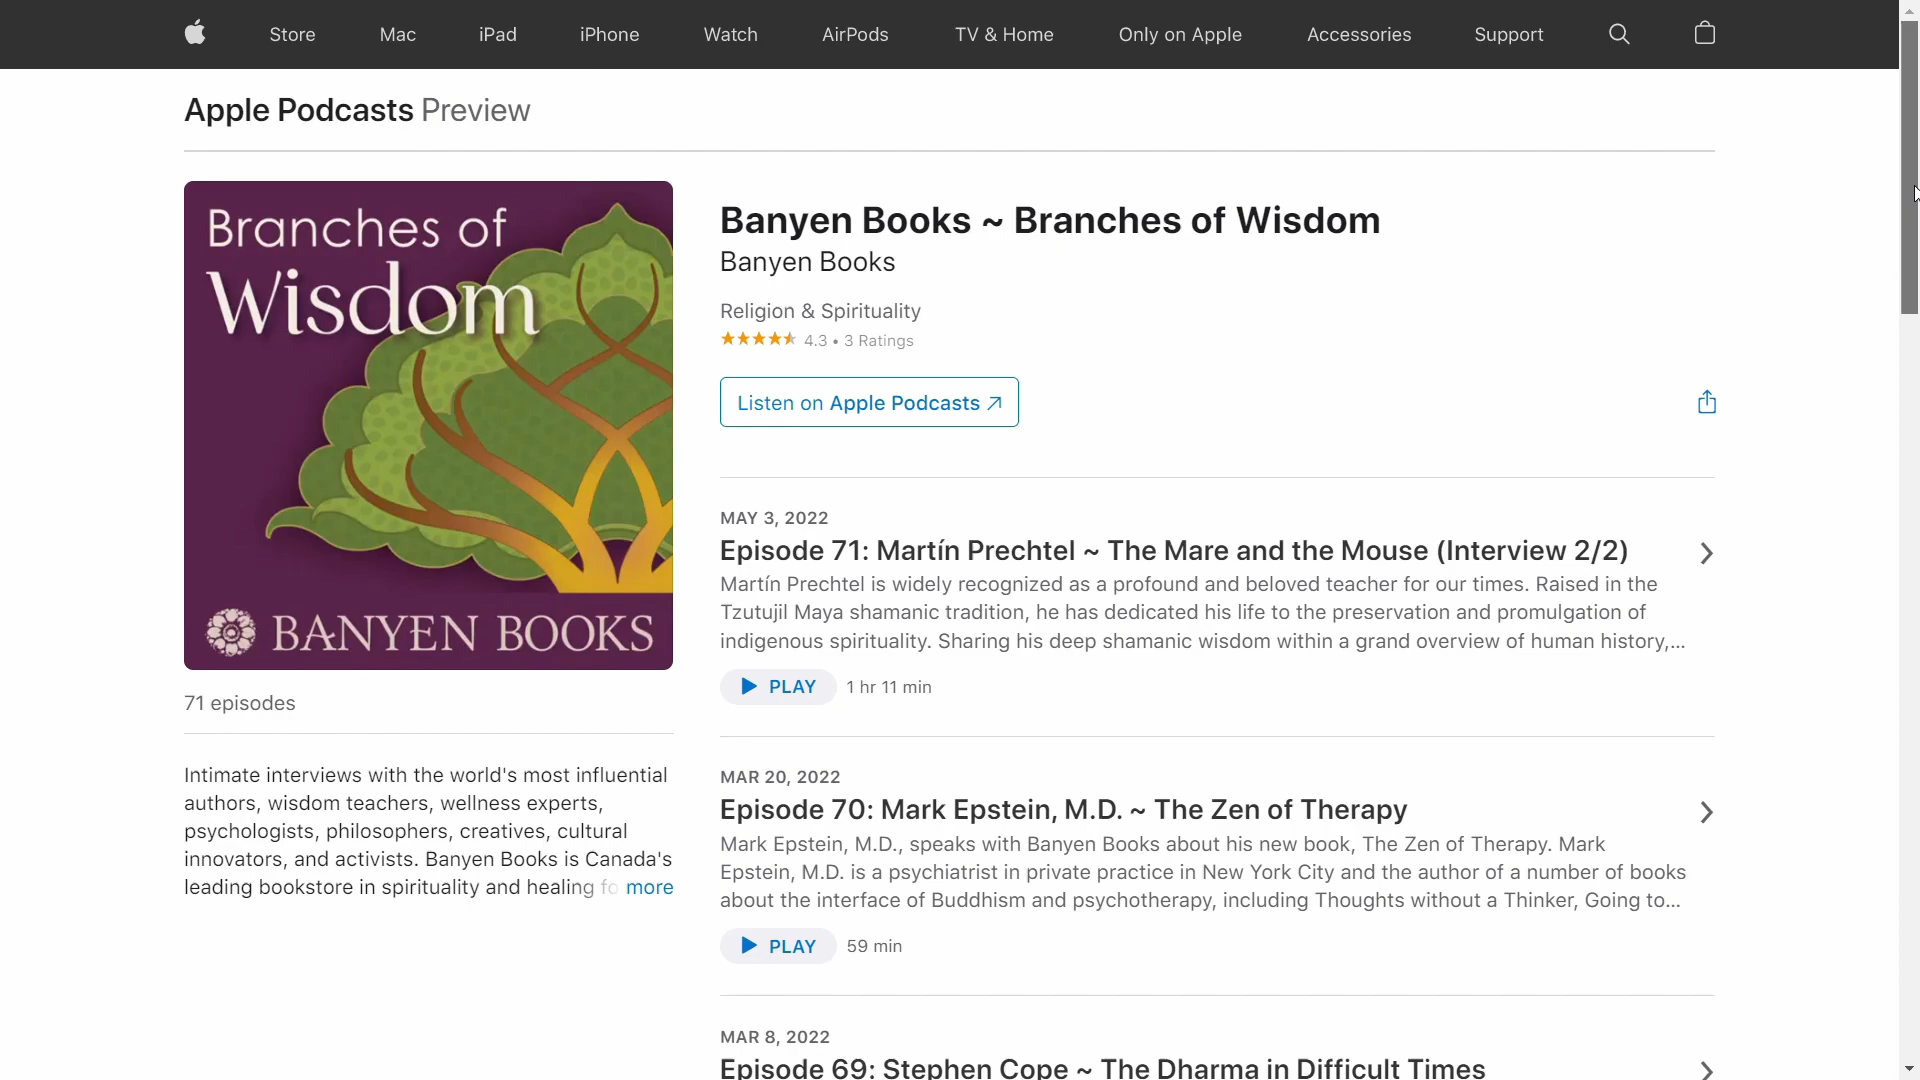 Store Mac iPad iPhone Watch AirPods TV & Home Only on Apple Accessories Support
Apple Podcasts Preview
Branches of
Wisdom
BANYEN BOOKS
71 episodes
Intimate interviews with the world's most influential
authors, wisdom teachers, wellness experts,
psychologists, philosophers, creatives, cultural
innovators, and activists. Banyen Books is Canada's
leading bookstore in spirituality and healing fo more
Banyen Books ~ Branches of Wisdom
Banyen Books
Religion & Spirituality
4.3 • 3 Ratings
Listen on Apple Podcasts
MAY 3, 2022
Episode 71: Martín Prechtel ~ The Mare and the Mouse (Interview 2/2)
Martín Prechtel is widely recognized as a profound and beloved teacher for our times. Raised in the
Tzutujil Maya shamanic tradition, he has dedicated his life to the preservation and promulgation of
indigenous spirituality. Sharing his deep shamanic wisdom within a grand overview of human history,...
PLAY 1 hr 11 min
MAR 20, 2022
Episode 70: Mark Epstein, M.D. ~ The Zen of Therapy
Mark Epstein, M.D., speaks with Banyen Books about his new book, The Zen of Therapy. Mark
Epstein, M.D. is a psychiatrist in private practice in New York City and the author of a number of books
about the interface of Buddhism and psychotherapy, including Thoughts without a Thinker, Going to...
PLAY 59 min
MAR 8, 2022
Episode 69: Stephen Cope ~ The Dharma in Difficult Times